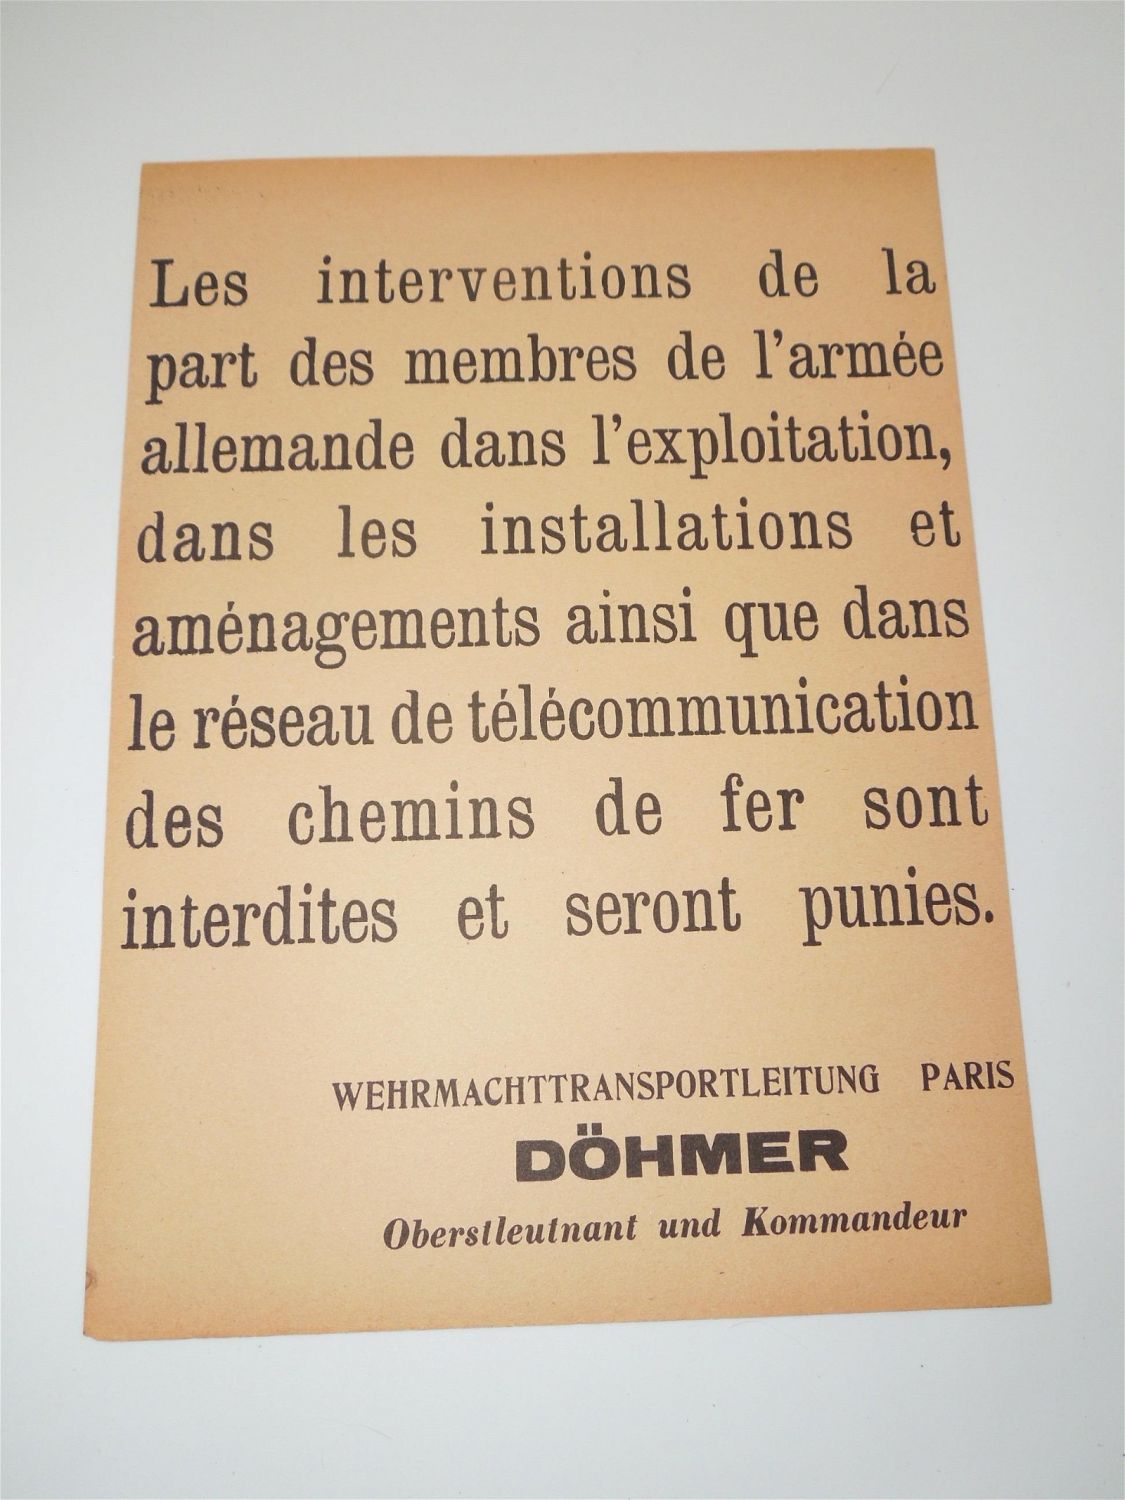 Les interventions de la
part des membres de l'armée
allemande dans l'exploitation,
dans les installations et
aménagements ainsi que dans
le réseau de télécommunication
des chemins de fer sont
interdites et seront punies.
WEHRMACHTTRANSPORTLEITUNG PARIS
DÖHMER
Oberstleutnant und Kommandeur